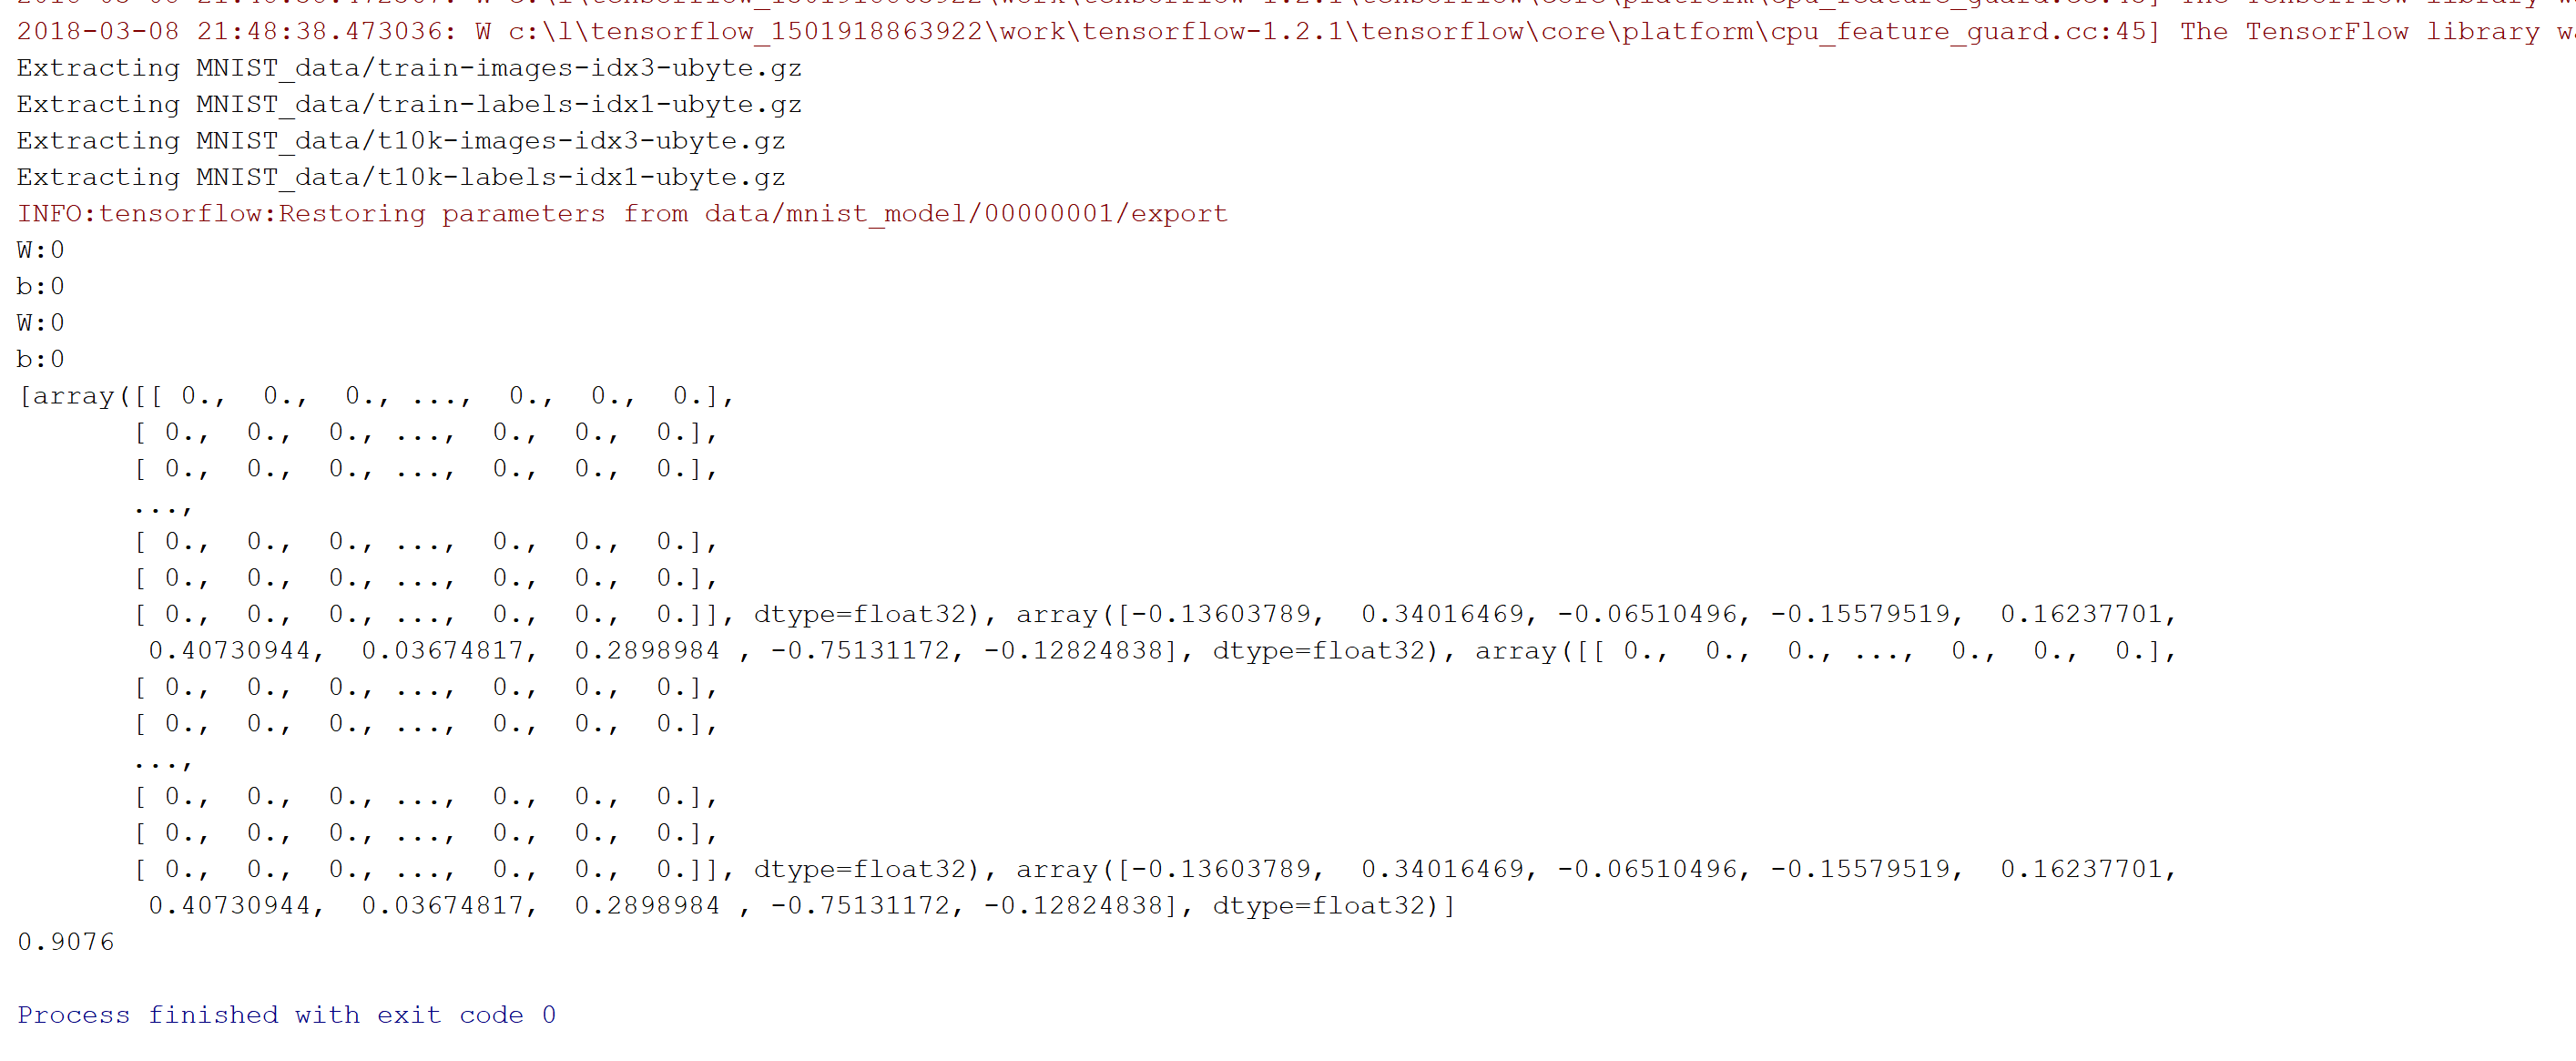 2018-03-08 21:48:38.473036: W c:\l\tensorflow_1501918863922\work\tensorflow-1.2.1\tensorflow\core\platform\cpu_feature_guard.cc:45] The TensorFlow library
Extracting MNIST_data/train-images-idx3-ubyte.gz
Extracting MNIST_data/train-labels-idx1-ubyte.gz
Extracting MNIST_data/t10k-images-idx3-ubyte.gz
Extracting MNIST_data/t10k-labels-idx1-ubyte.gz
INFO:tensorflow:Restoring parameters from data/mnist_model/00000001/export
W:0
b:0
W:0
b:0
[array([[ 0.,  0.,  0., ...,  0.,  0.,  0.],
[ 0.,  0.,  0., ...,  0.,  0.,  0.],
[ 0.,  0.,  0., ...,  0.,  0.,  0.],
...,
[ 0.,  0.,  0., ...,  0.,  0.,  0.],
[ 0.,  0.,  0., ...,  0.,  0.,  0.],
[ 0.,  0.,  0., ...,  0.,  0.,  0.]], dtype=float32), array([-0.13603789,  0.34016469, -0.06510496, -0.15579519,  0.16237701,
0.40730944,  0.03674817,  0.2898984 , -0.75131172, -0.12824838], dtype=float32), array([[ 0.,  0.,  0., ...,  0.,  0.,  0.],
[ 0.,  0.,  0., ...,  0.,  0.,  0.],
[ 0.,  0.,  0., ...,  0.,  0.,  0.],
...,
[ 0.,  0.,  0., ...,  0.,  0.,  0.],
[ 0.,  0.,  0., ...,  0.,  0.,  0.],
[ 0.,  0.,  0., ...,  0.,  0.,  0.]], dtype=float32), array([-0.13603789,  0.34016469, -0.06510496, -0.15579519,  0.16237701,
0.40730944,  0.03674817,  0.2898984 , -0.75131172, -0.12824838], dtype=float32)]
0.9076
Process finished with exit code 0